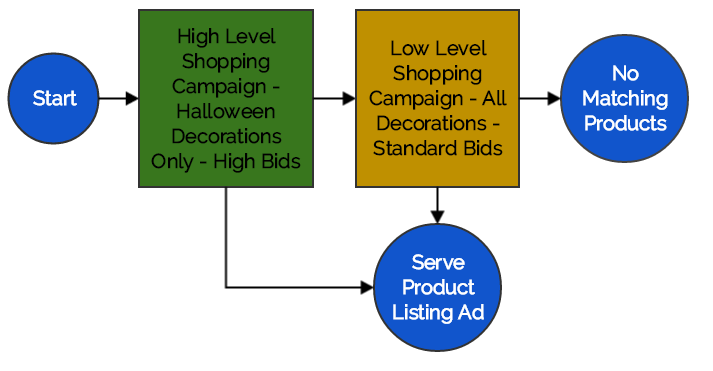 Start
High Level
Shopping
Campaign -
Halloween
Decorations
Only - High Bids
Low Level
Shopping
Campaign - All
Decorations -
Standard Bids
No
Matching
Products
Serve
Product
Listing Ad